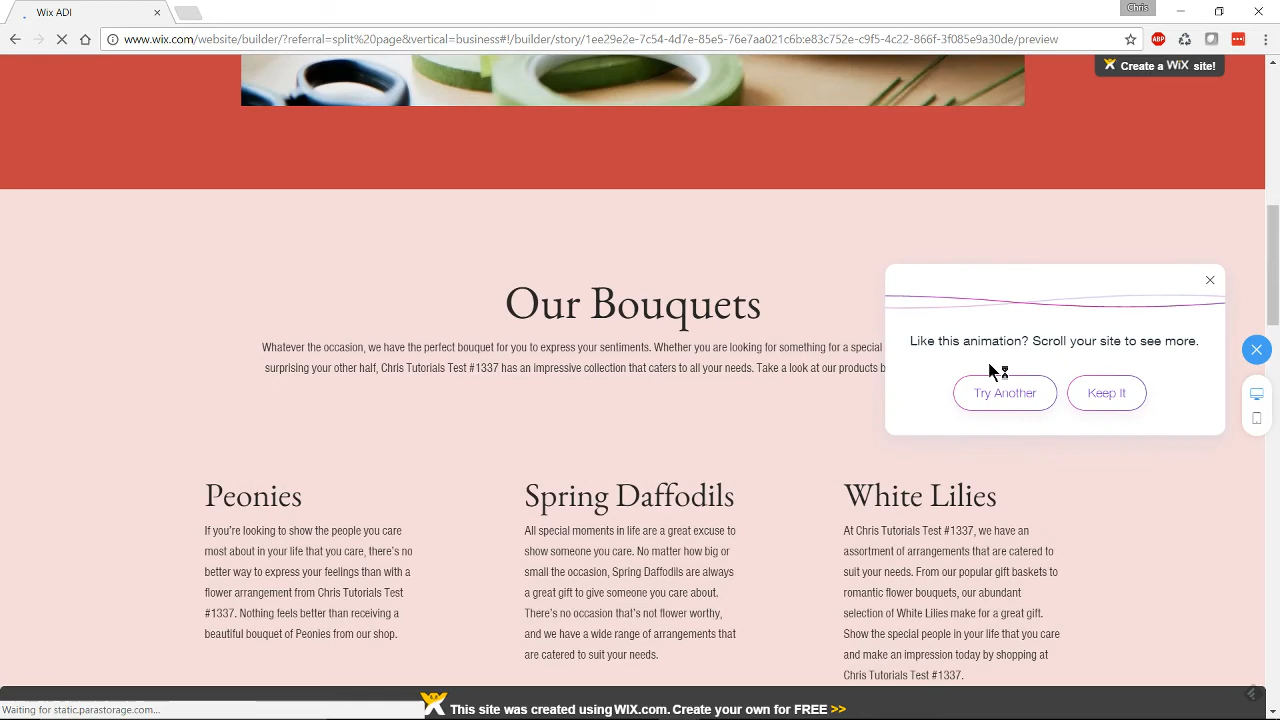 Wix ADI
Chris
www.wix.com/website/builder/?referral=split%20page&vertical=business#!/builder/story/1ee29e2e-7c54-4d7e-85e5-76e7aa021c6b:e83c752e-c9f5-4c22-866f-3f085e9a30de/preview
ABP
Create a WiX site!
Our Bouquets
Whatever the occasion, we have the perfect bouquet for you to express your sentiments. Whether you are looking for something for a special
surprising your other half, Chris Tutorials Test #1337 has an impressive collection that caters to all your needs. Take a look at our products
Like this animation? Scroll your site to see more.
Try Another
Keep It
Peonies
If you're looking to show the people you care
most about in your life that you care, there's no
better way to express your feelings than with a
flower arrangement from Chris Tutorials Test
#1337. Nothing feels better than receiving a
beautiful bouquet of Peonies from our shop.
Spring Daffodils
All special moments in life are a great excuse to
show someone you care. No matter how big or
small the occasion, Spring Daffodils are always
a great gift to give someone you care about.
There's no occasion that's not flower worthy,
and we have a wide range of arrangements that
are catered to suit your needs.
White Lilies
At Chris Tutorials Test #1337, we have an
assortment of arrangements that are catered to
suit your needs. From our popular gift baskets to
romantic flower bouquets, our abundant
selection of White Lilies make for a great gift.
Show the special people in your life that you care
and make an impression today by shopping at
Chris Tutorials Test #1337.
Waiting for static.parastorage.com...
This site was created using WIX.com. Create your own for FREE >>